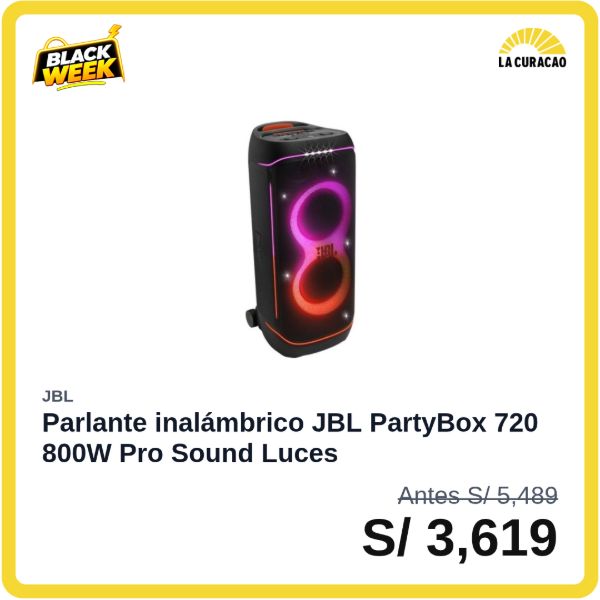 BLACK
WEEK
LA CURACAO
JBL
JBL
Parlante inalámbrico JBL PartyBox 720
800W Pro Sound Luces
Antes S/ 5,489
S/ 3,619